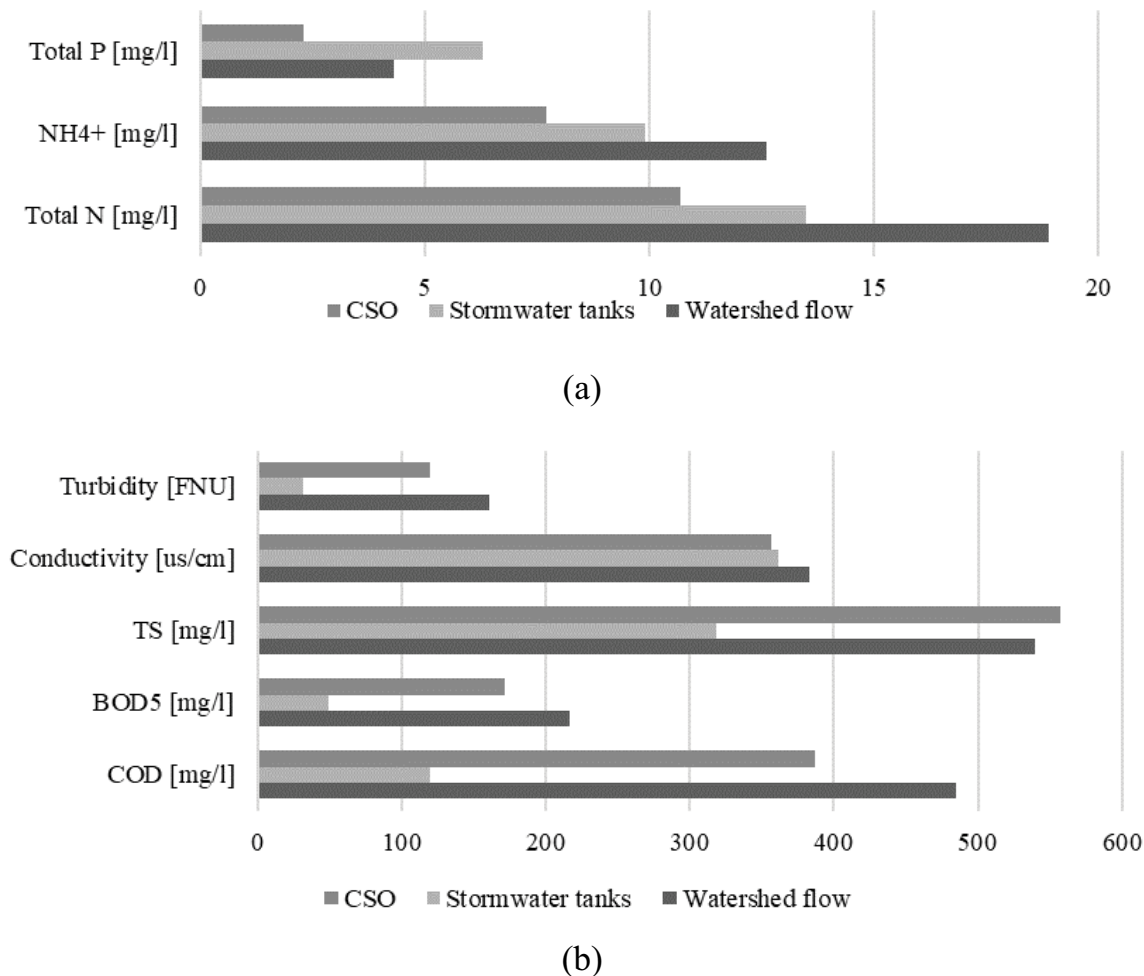 Total P [mg/l]
NH4+ [mg/l]
Total N [mg/l]
0 5 10 15 20
CSO Stormwater tanks Watershed flow
(a)
Turbidity [FNU]
Conductivity [us/cm]
TS [mg/l]
BOD5 [mg/l]
COD [mg/l]
0 100 200 300 400 500 600
CSO Stormwater tanks Watershed flow
(b)